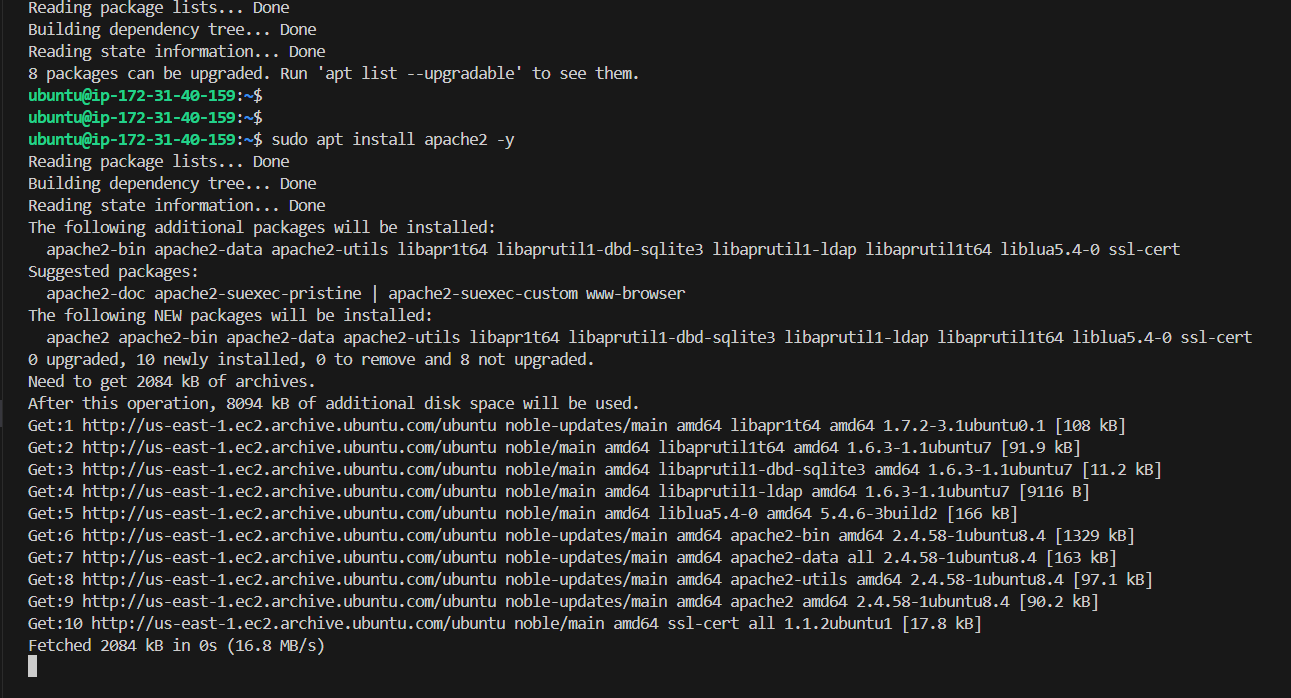 Reading package lists... Done
Building dependency tree... Done
Reading state information... Done
8 packages can be upgraded. Run 'apt list --upgradable' to see them.
ubuntu@ip-172-31-40-159:~$
ubuntu@ip-172-31-40-159:~$
ubuntu@ip-172-31-40-159:~$ sudo apt install apache2 -y
Reading package lists... Done
Building dependency tree... Done
Reading state information... Done
The following additional packages will be installed:
  apache2-bin apache2-data apache2-utils libapr1t64 libaprutil1-dbd-sqlite3 libaprutil1-ldap libaprutil1t64 liblua5.4-0 ssl-cert
Suggested packages:
  apache2-doc apache2-suexec-pristine | apache2-suexec-custom www-browser
The following NEW packages will be installed:
  apache2 apache2-bin apache2-data apache2-utils libapr1t64 libaprutil1-dbd-sqlite3 libaprutil1-ldap libaprutil1t64 liblua5.4-0 ssl-cert
0 upgraded, 10 newly installed, 0 to remove and 8 not upgraded.
Need to get 2084 kB of archives.
After this operation, 8094 kB of additional disk space will be used.
Get:1 http://us-east-1.ec2.archive.ubuntu.com/ubuntu noble-updates/main amd64 libapr1t64 amd64 1.7.2-3.1ubuntu0.1 [108 kB]
Get:2 http://us-east-1.ec2.archive.ubuntu.com/ubuntu noble/main amd64 libaprutil1t64 amd64 1.6.3-1.1ubuntu7 [91.9 kB]
Get:3 http://us-east-1.ec2.archive.ubuntu.com/ubuntu noble/main amd64 libaprutil1-dbd-sqlite3 amd64 1.6.3-1.1ubuntu7 [11.2 kB]
Get:4 http://us-east-1.ec2.archive.ubuntu.com/ubuntu noble/main amd64 libaprutil1-ldap amd64 1.6.3-1.1ubuntu7 [9116 B]
Get:5 http://us-east-1.ec2.archive.ubuntu.com/ubuntu noble/main amd64 liblua5.4-0 amd64 5.4.6-3build2 [166 kB]
Get:6 http://us-east-1.ec2.archive.ubuntu.com/ubuntu noble-updates/main amd64 apache2-bin amd64 2.4.58-1ubuntu8.4 [1329 kB]
Get:7 http://us-east-1.ec2.archive.ubuntu.com/ubuntu noble-updates/main amd64 apache2-data all 2.4.58-1ubuntu8.4 [163 kB]
Get:8 http://us-east-1.ec2.archive.ubuntu.com/ubuntu noble-updates/main amd64 apache2-utils amd64 2.4.58-1ubuntu8.4 [97.1 kB]
Get:9 http://us-east-1.ec2.archive.ubuntu.com/ubuntu noble-updates/main amd64 apache2 amd64 2.4.58-1ubuntu8.4 [90.2 kB]
Get:10 http://us-east-1.ec2.archive.ubuntu.com/ubuntu noble/main amd64 ssl-cert all 1.1.2ubuntu1 [17.8 kB]
Fetched 2084 kB in 0s (16.8 MB/s)